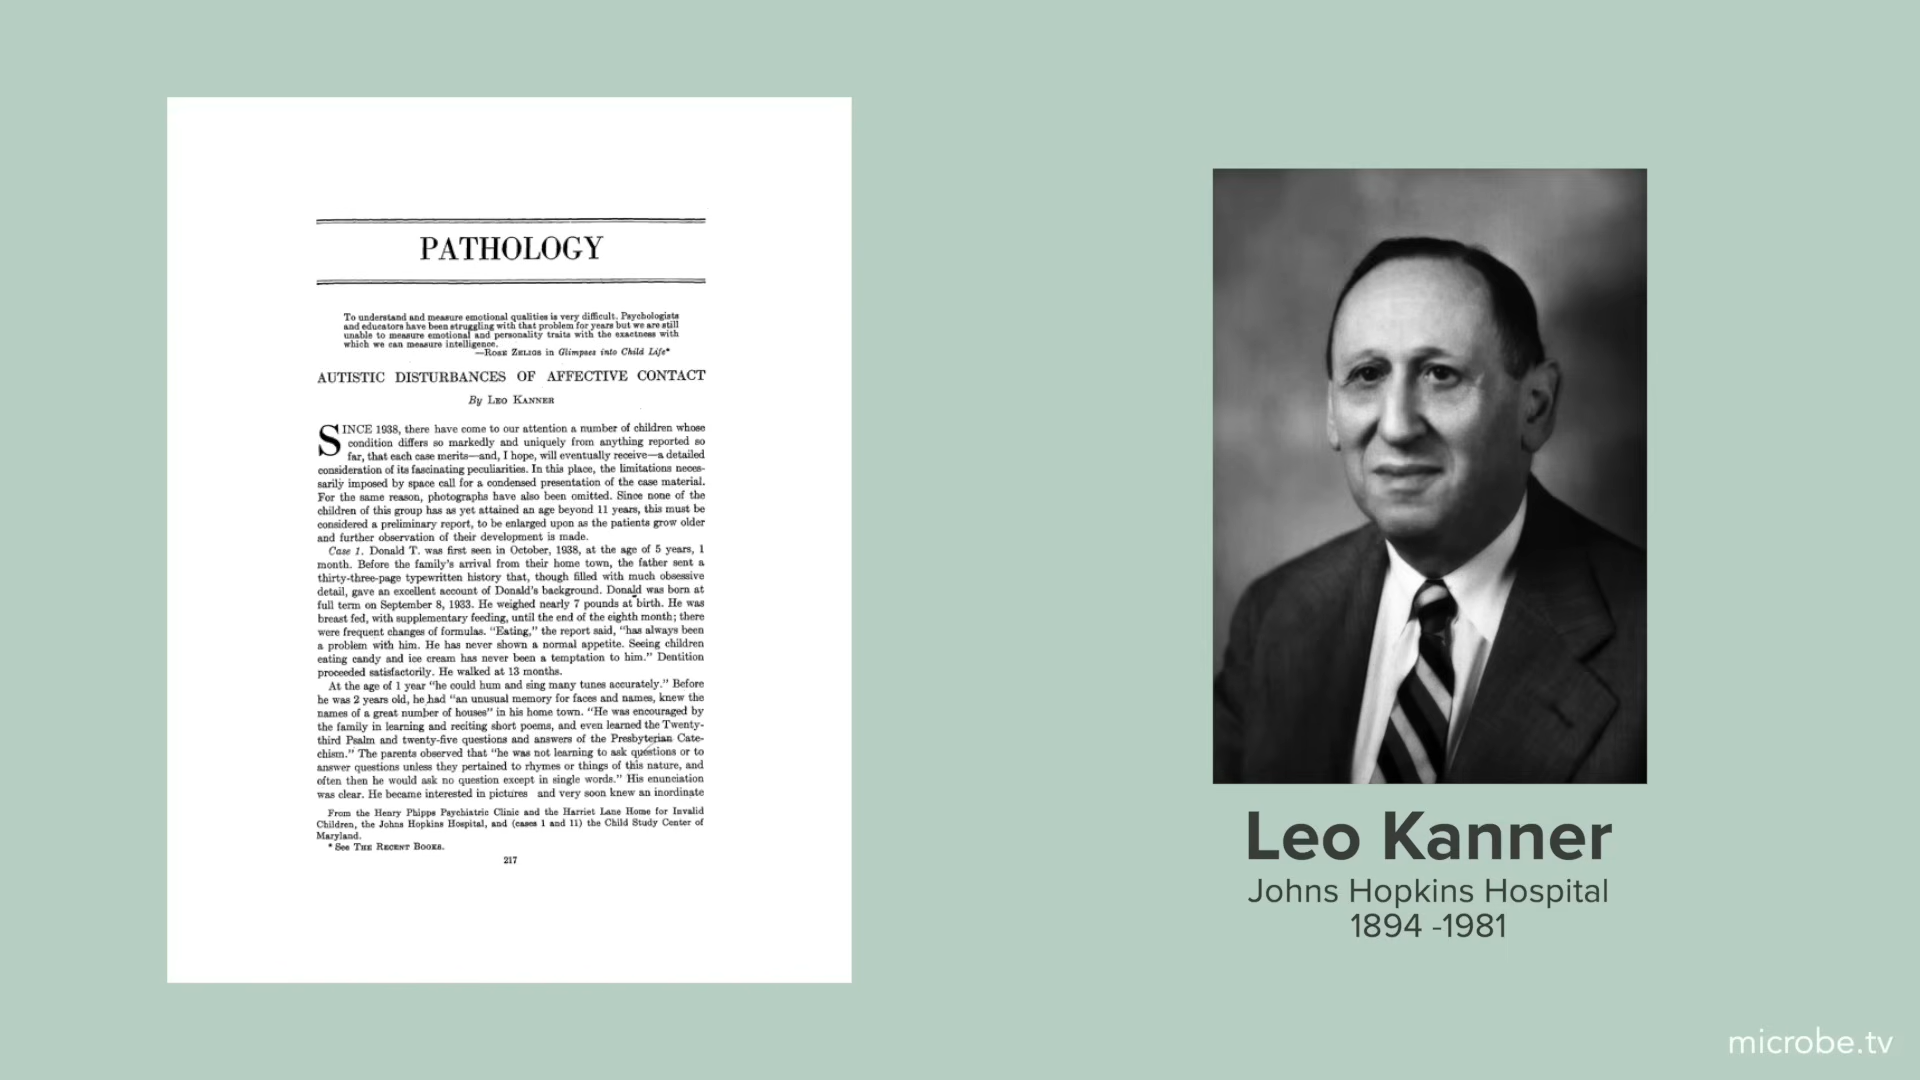 PATHOLOGY
To understand and measure emotional qualities is very difficult. Psychologists
and educators have been struggling with that problem for years but we are still
unable to measure emotional and personality traits with the exactness with
which we can measure intelligence.
—ROSE ZELIGS in Glimpses into Child Life*
AUTISTIC DISTURBANCES OF AFFECTIVE CONTACT
By LEO KANNER
SINCE 1938, there have come to our attention a number of children whose
condition differs so markedly and uniquely from anything reported so
far, that each case merits—and, I hope, will eventually receive—a detailed
consideration of its fascinating peculiarities. In this place, the limitations neces-
sarily imposed by space call for a condensed presentation of the case material.
For the same reason, photographs have also been omitted. Since none of the
children of this group has as yet attained an age beyond 11 years, this must be
considered a preliminary report, to be enlarged upon as the patients grow older
and further observation of their development is made.
Case 1. Donald T. was first seen in October, 1938, at the age of 5 years, 1
month. Before the family's arrival from their home town, the father sent a
thirty-three-page typewritten history that, though filled with much obsessive
detail, gave an excellent account of Donald's background. Donald was born at
full term on September 8, 1933. He weighed nearly 7 pounds at birth. He was
breast fed, with supplementary feeding, until the end of the eighth month; there
were frequent changes of formulas. "Eating," the report said, "has always been
a problem with him. He has never shown a normal appetite. Seeing children
eating candy and ice cream has never been a temptation to him." Dentition
proceeded satisfactorily. He walked at 13 months.
At the age of 1 year "he could hum and sing many tunes accurately." Before
he was 2 years old, he had "an unusual memory for faces and names, knew the
names of a great number of houses" in his home town. "He was encouraged by
the family in learning and reciting short poems, and even learned the Twenty-
third Psalm and twenty-five questions and answers of the Presbyterian Cate-
chism." The parents observed that "he was not learning to ask questions or to
answer questions unless they pertained to rhymes or things of this nature, and
often then he would ask no question except in single words." His enunciation
was clear. He became interested in pictures and very soon knew an inordinate
From the Henry Phipps Psychiatric Clinic and the Harriet Lane Home for Invalid
Children, the Johns Hopkins Hospital, and (cases 1 and 11) the Child Study Center of
Maryland.
* See THE RECENT BOOKS.
217
Leo Kanner
Johns Hopkins Hospital
1894 -1981
microbe.tv